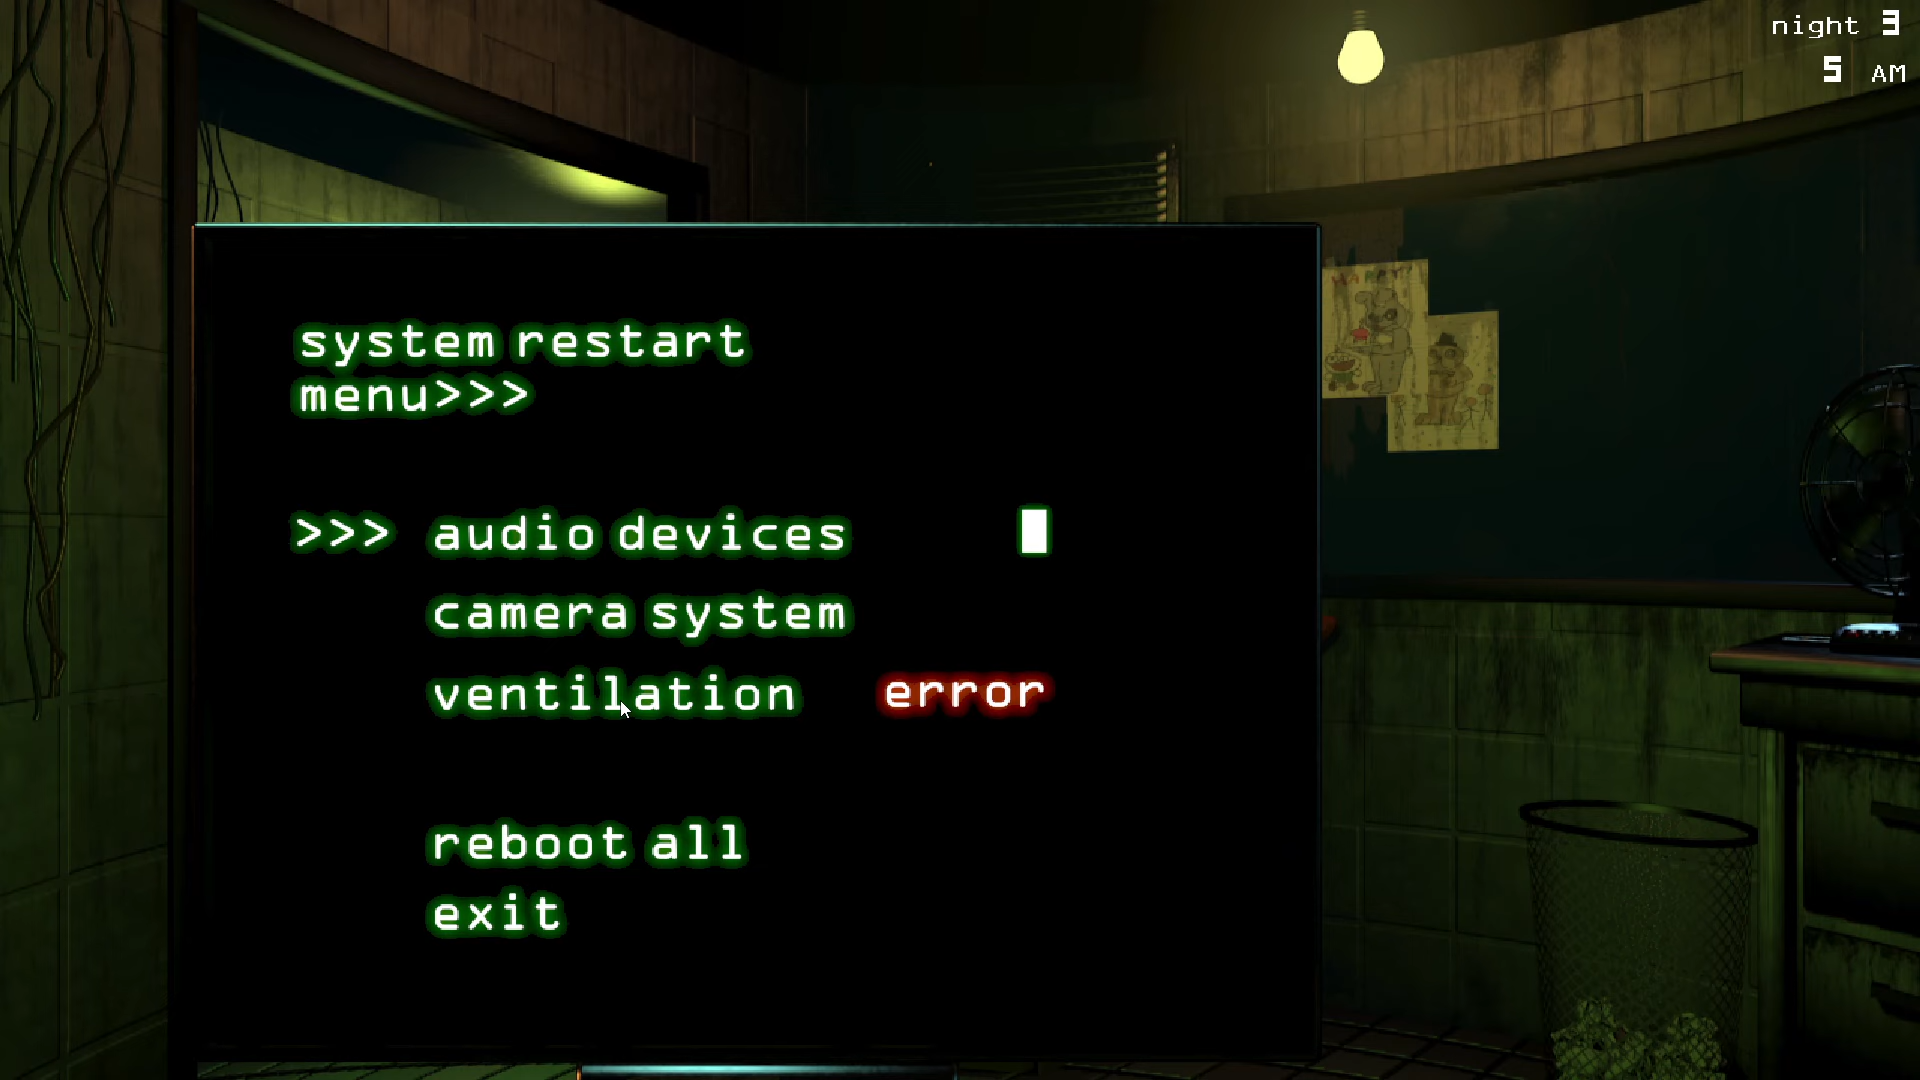 night 3
5 AM
system restart
menu>>>
>>> audio devices
camera system
ventilation error
reboot all
exit